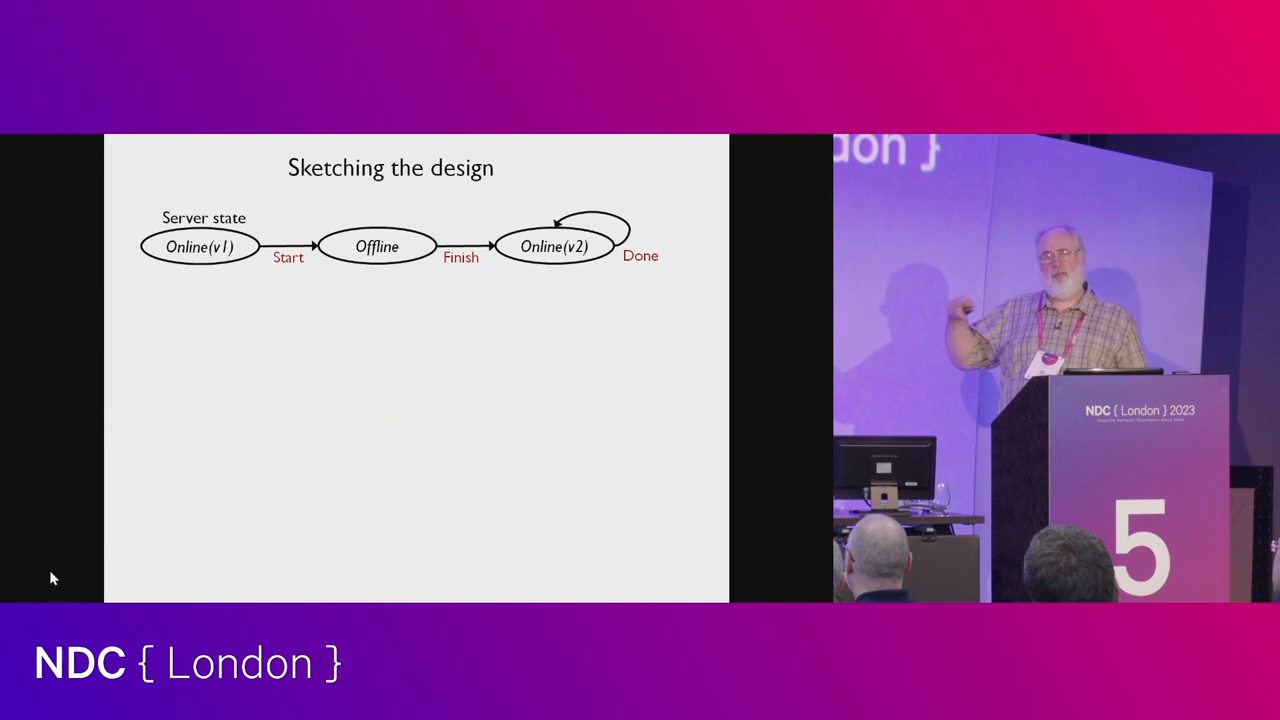 Sketching the design
Server state
Online(v1)
Start
Offline
Finish
Online(v2)
Done
don }
NDC { London } 2023
5
NDC { London }